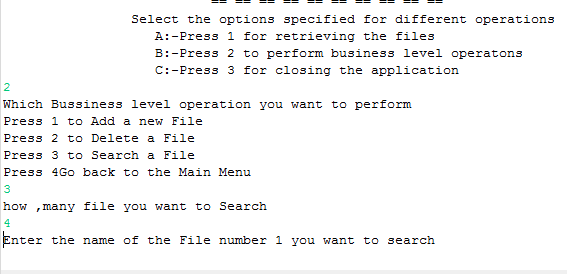 Select the options specified for different operations
A:-Press 1 for retrieving the files
B:-Press 2 to perform business level operatons
C:-Press 3 for closing the application
2
Which Bussiness level operation you want to perform
Press 1 to Add a new File
Press 2 to Delete a File
Press 3 to Search a File
Press 4Go back to the Main Menu
3
how ,many file you want to Search
4
Enter the name of the File number 1 you want to search